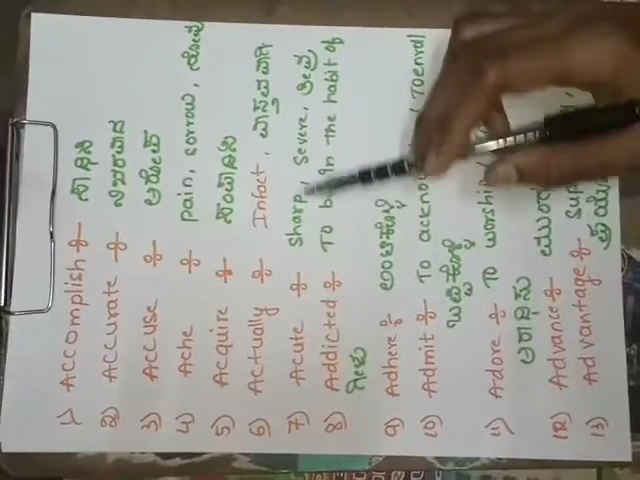 1) Accomplish ಸಾಧಿಸಿ
2) Accurate ನಿಖರವಾದ
3) Accuse ಆರೋಪ
4) Ache pain, sorrow, ನೋವು
5) Acquire ಸಂಪಾದಿಸಿ
6) Actually Infact, ವಾಸ್ತವವಾಗಿ
7) Acute sharp, severe, ತೀವ್ರ
8) Addicted To be in the habit of
ಗೀಳು
9) Adhere ಅಂಟಿಕೊಳ್ಳಿ
10) Admit To
ಒಪ್ಪಿಕೊಳ್ಳಿ
11) Adore To worship
ಆರಾಧಿಸು
12) Advance
13) Advantage